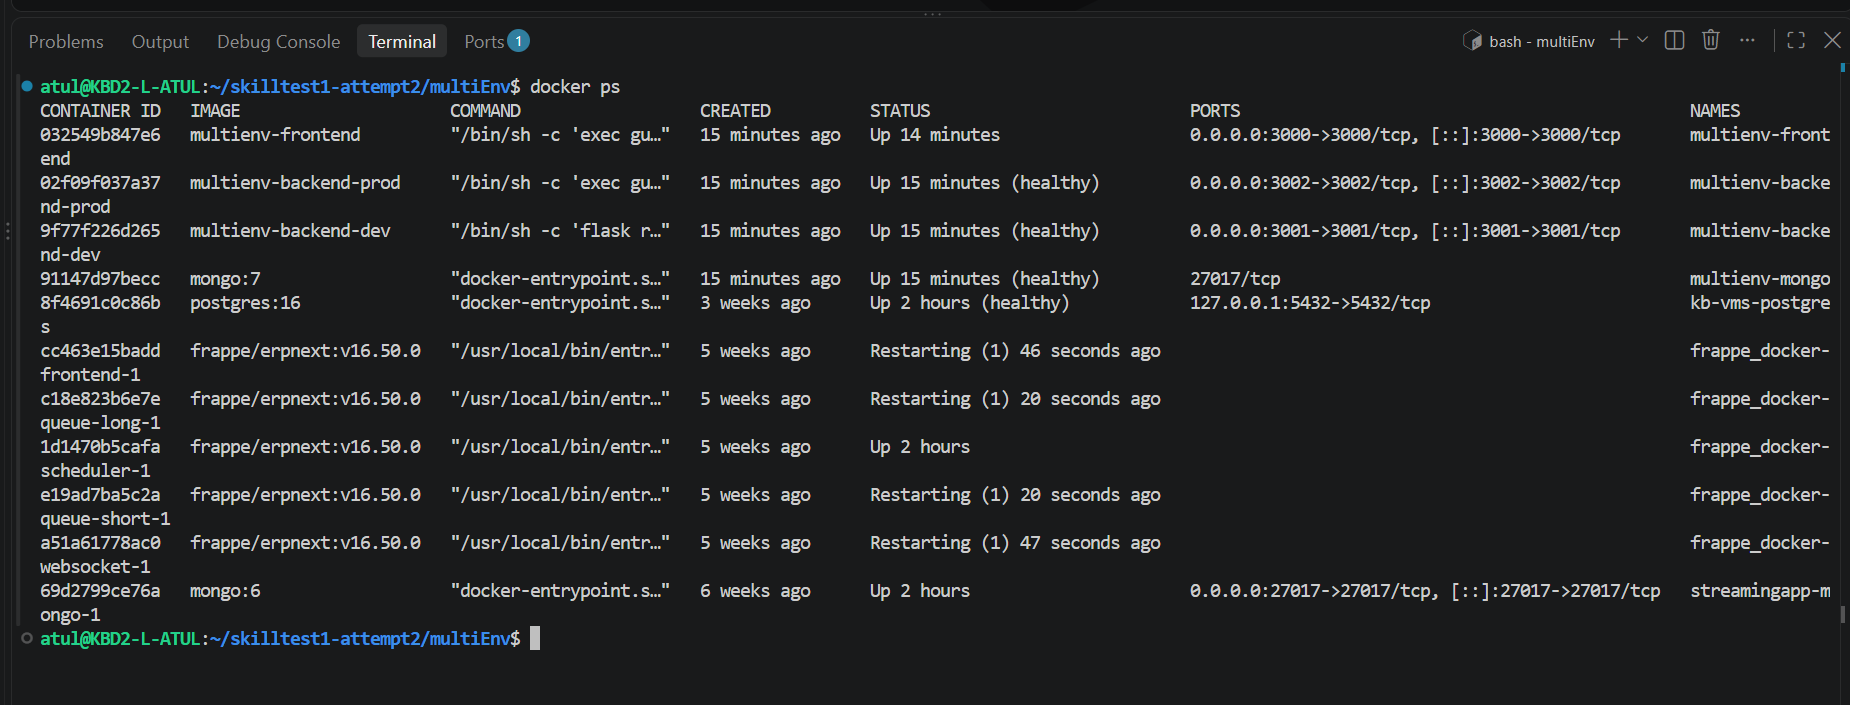 Problems Output Debug Console Terminal Ports 1 bash - multiEnv
atul@KBD2-L-ATUL:~/skilltest1-attempt2/multiEnv$ docker ps
CONTAINER ID IMAGE COMMAND CREATED STATUS PORTS NAMES
032549b847e6 multienv-frontend "/bin/sh -c 'exec gu…" 15 minutes ago Up 14 minutes 0.0.0.0:3000->3000/tcp, [::]:3000->3000/tcp multienv-front
end
02f09f037a37 multienv-backend-prod "/bin/sh -c 'exec gu…" 15 minutes ago Up 15 minutes (healthy) 0.0.0.0:3002->3002/tcp, [::]:3002->3002/tcp multienv-backe
nd-prod
9f77f226d265 multienv-backend-dev "/bin/sh -c 'flask r…" 15 minutes ago Up 15 minutes (healthy) 0.0.0.0:3001->3001/tcp, [::]:3001->3001/tcp multienv-backe
nd-dev
91147d97becc mongo:7 "docker-entrypoint.s…" 15 minutes ago Up 15 minutes (healthy) 27017/tcp multienv-mongo
8f4691c0c86b postgres:16 "docker-entrypoint.s…" 3 weeks ago Up 2 hours (healthy) 127.0.0.1:5432->5432/tcp kb-vms-postgre
s
cc463e15badd frappe/erpnext:v16.50.0 "/usr/local/bin/entr…" 5 weeks ago Restarting (1) 46 seconds ago frappe_docker-
frontend-1
c18e823b6e7e frappe/erpnext:v16.50.0 "/usr/local/bin/entr…" 5 weeks ago Restarting (1) 20 seconds ago frappe_docker-
queue-long-1
1d1470b5cafa frappe/erpnext:v16.50.0 "/usr/local/bin/entr…" 5 weeks ago Up 2 hours frappe_docker-
scheduler-1
e19ad7ba5c2a frappe/erpnext:v16.50.0 "/usr/local/bin/entr…" 5 weeks ago Restarting (1) 20 seconds ago frappe_docker-
queue-short-1
a51a61778ac0 frappe/erpnext:v16.50.0 "/usr/local/bin/entr…" 5 weeks ago Restarting (1) 47 seconds ago frappe_docker-
websocket-1
69d2799ce76a mongo:6 "docker-entrypoint.s…" 6 weeks ago Up 2 hours 0.0.0.0:27017->27017/tcp, [::]:27017->27017/tcp streamingapp-m
ongo-1
atul@KBD2-L-ATUL:~/skilltest1-attempt2/multiEnv$